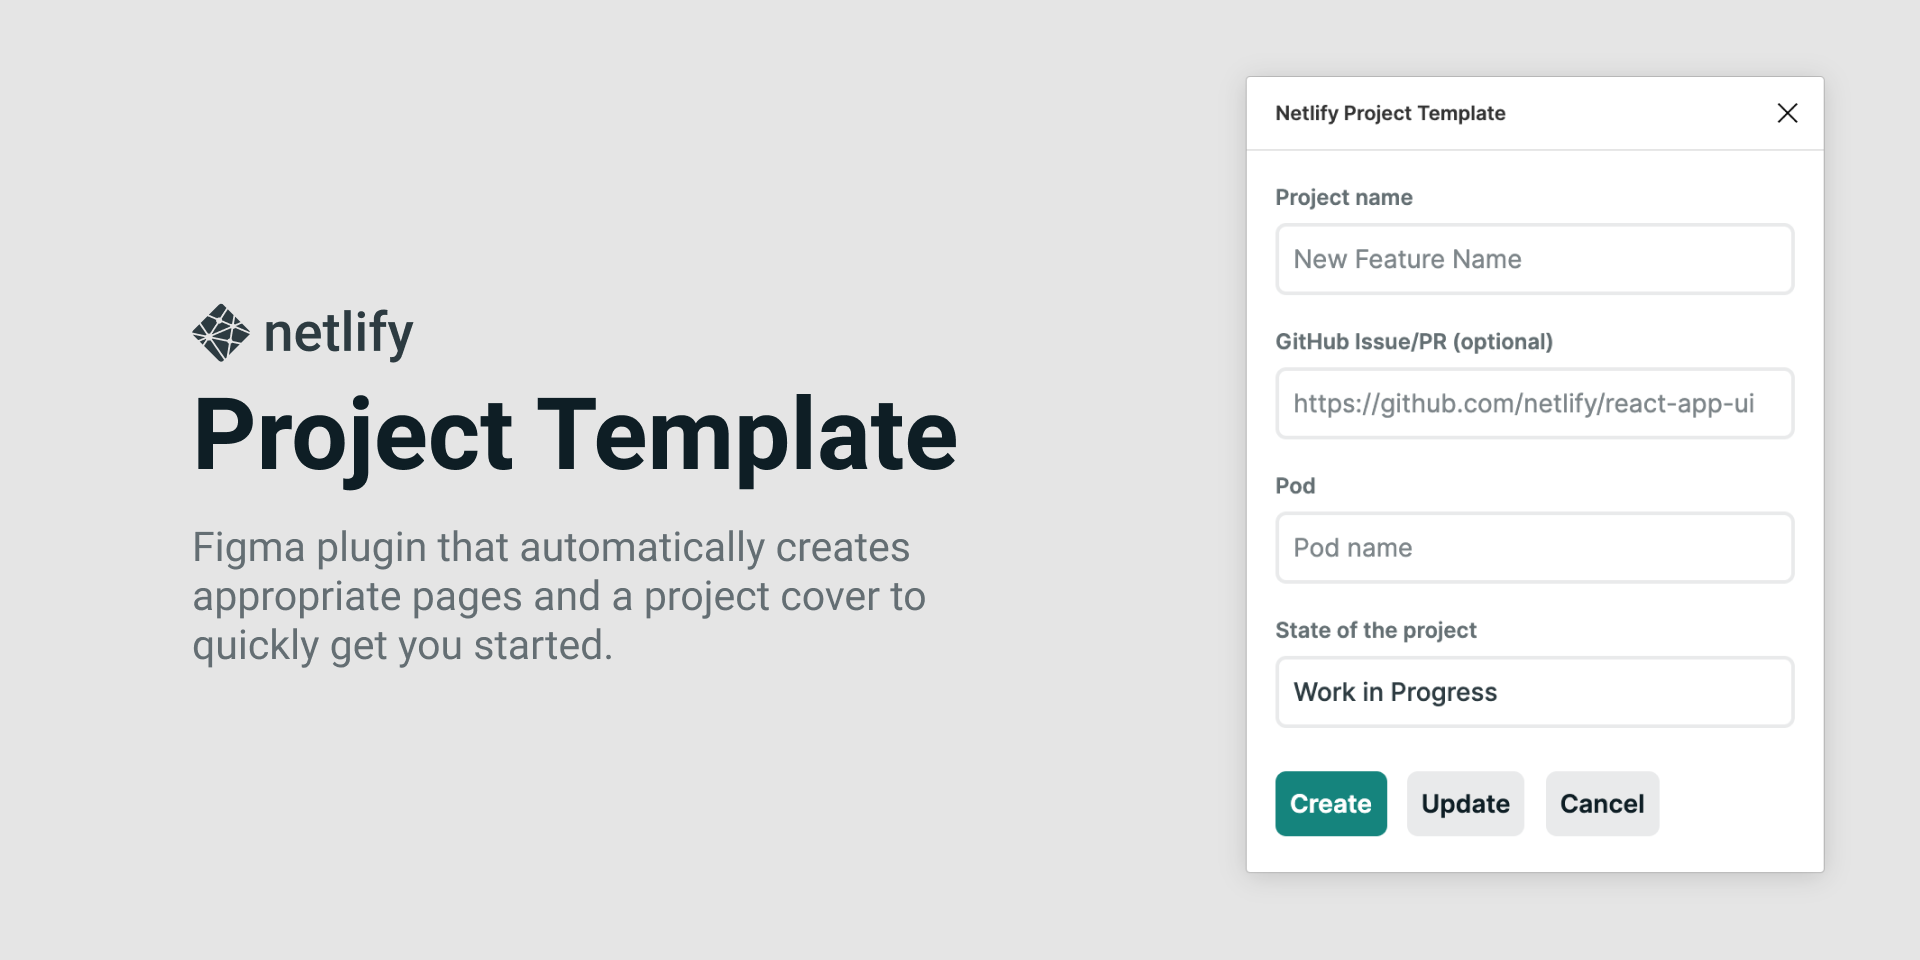 netlify
Project Template
Figma plugin that automatically creates
appropriate pages and a project cover to
quickly get you started.
Netlify Project Template
Project name
New Feature Name
GitHub Issue/PR (optional)
https://github.com/netlify/react-app-ui
Pod
Pod name
State of the project
Work in Progress
Create Update Cancel